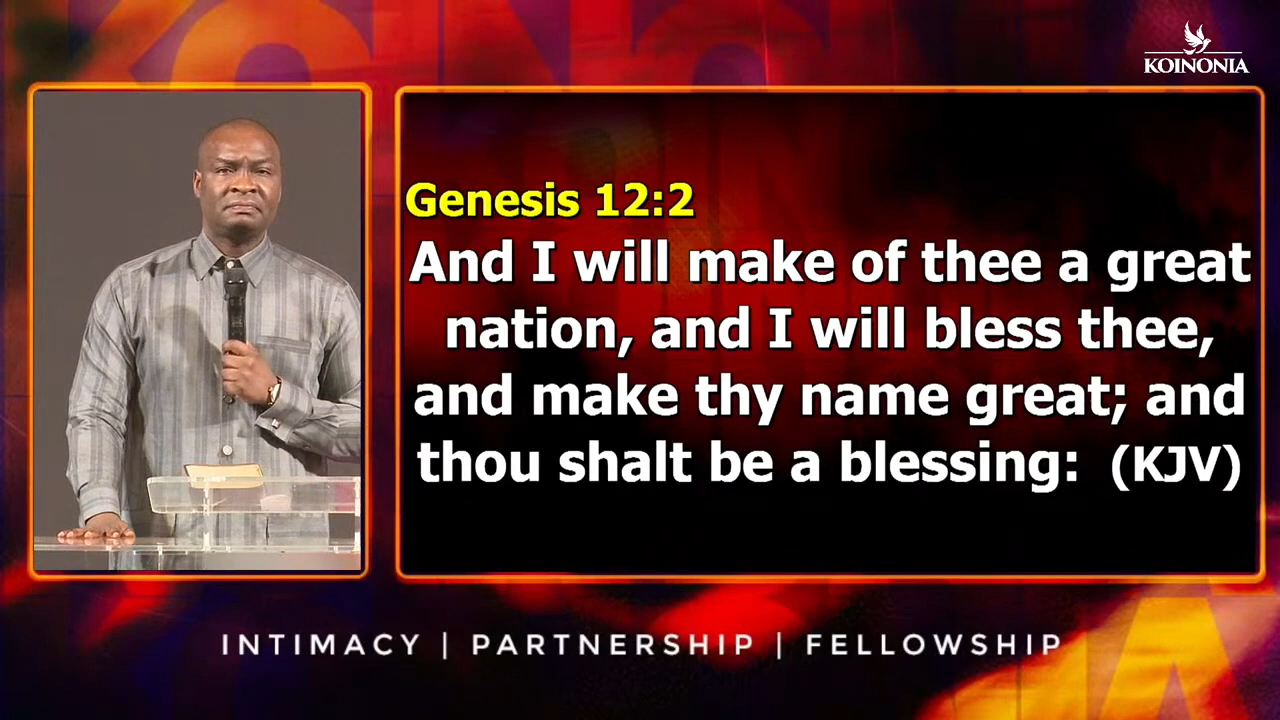 KOINONIA
Genesis 12:2
And I will make of thee a great
nation, and I will bless thee,
and make thy name great; and
thou shalt be a blessing: (KJV)
INTIMACY | PARTNERSHIP | FELLOWSHIP